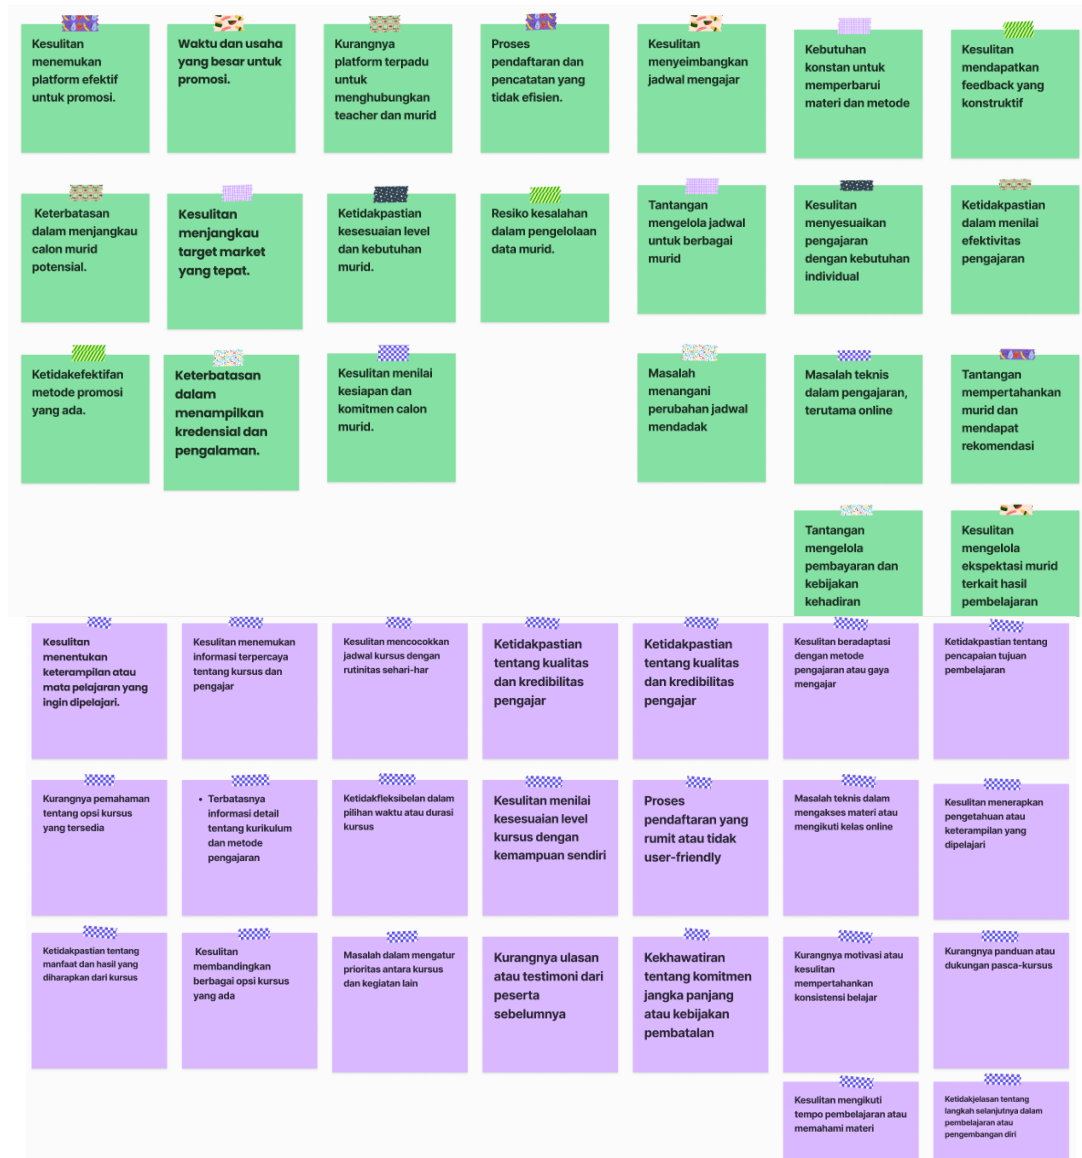 Kesulitan
menemukan
platform efektif
untuk promosi.
Waktu dan usaha
yang besar untuk
promosi.
Kurangnya
platform terpadu
untuk
menghubungkan
teacher dan murid
Proses
pendaftaran dan
pencatatan yang
tidak efisien.
Kesulitan
menyeimbangkan
jadwal mengajar
Kebutuhan
konstan untuk
memperbarui
materi dan metode
Kesulitan
mendapatkan
feedback yang
konstruktif
Keterbatasan
dalam menjangkau
calon murid
potensial.
Kesulitan
menjangkau
target market
yang tepat.
Ketidakpastian
kesesuaian level
dan kebutuhan
murid.
Resiko kesalahan
dalam pengelolaan
data murid.
Tantangan
mengelola jadwal
untuk berbagai
murid
Kesulitan
menyesuaikan
pengajaran
dengan kebutuhan
individual
Ketidakpastian
dalam menilai
efektivitas
pengajaran
Ketidakefektifan
metode promosi
yang ada.
Keterbatasan
dalam
menampilkan
kredensial dan
pengalaman.
Kesulitan menilai
kesiapan dan
komitmen calon
murid.
Masalah
menangani
perubahan jadwal
mendadak
Masalah teknis
dalam pengajaran,
terutama online
Tantangan
mempertahankan
murid dan
mendapat
rekomendasi
Tantangan
mengelola
pembayaran dan
kebijakan
kehadiran
Kesulitan
mengelola
ekspektasi murid
terkait hasil
pembelajaran
Kesulitan
menentukan
keterampilan atau
mata pelajaran yang
ingin dipelajari.
Kesulitan menemukan
informasi terpercaya
tentang kursus dan
pengajar
Kesulitan mencocokkan
jadwal kursus dengan
rutinitas sehari-har
Ketidakpastian
tentang kualitas
dan kredibilitas
pengajar
Ketidakpastian
tentang kualitas
dan kredibilitas
pengajar
Kesulitan beradaptasi
dengan metode
pengajaran atau gaya
mengajar
Ketidakpastian tentang
pencapaian tujuan
pembelajaran
Kurangnya pemahaman
tentang opsi kursus
yang tersedia
• Terbatasnya
informasi detail
tentang kurikulum
dan metode
pengajaran
Ketidakfleksibelan dalam
pilihan waktu atau durasi
kursus
Kesulitan menilai
kesesuaian level
kursus dengan
kemampuan sendiri
Proses
pendaftaran yang
rumit atau tidak
user-friendly
Masalah teknis dalam
mengakses materi atau
mengikuti kelas online
Kesulitan menerapkan
pengetahuan atau
keterampilan yang
dipelajari
Ketidakpastian tentang
manfaat dan hasil yang
diharapkan dari kursus
Kesulitan
membandingkan
berbagai opsi kursus
yang ada
Masalah dalam mengatur
prioritas antara kursus
dan kegiatan lain
Kurangnya ulasan
atau testimoni dari
peserta
sebelumnya
Kekhawatiran
tentang komitmen
jangka panjang
atau kebijakan
pembatalan
Kurangnya motivasi atau
kesulitan
mempertahankan
konsistensi belajar
Kurangnya panduan atau
dukungan pasca-kursus
Kesulitan mengikuti
tempo pembelajaran atau
memahami materi
Ketidakjelasan tentang
langkah selanjutnya dalam
pembelajaran atau
pengembangan diri